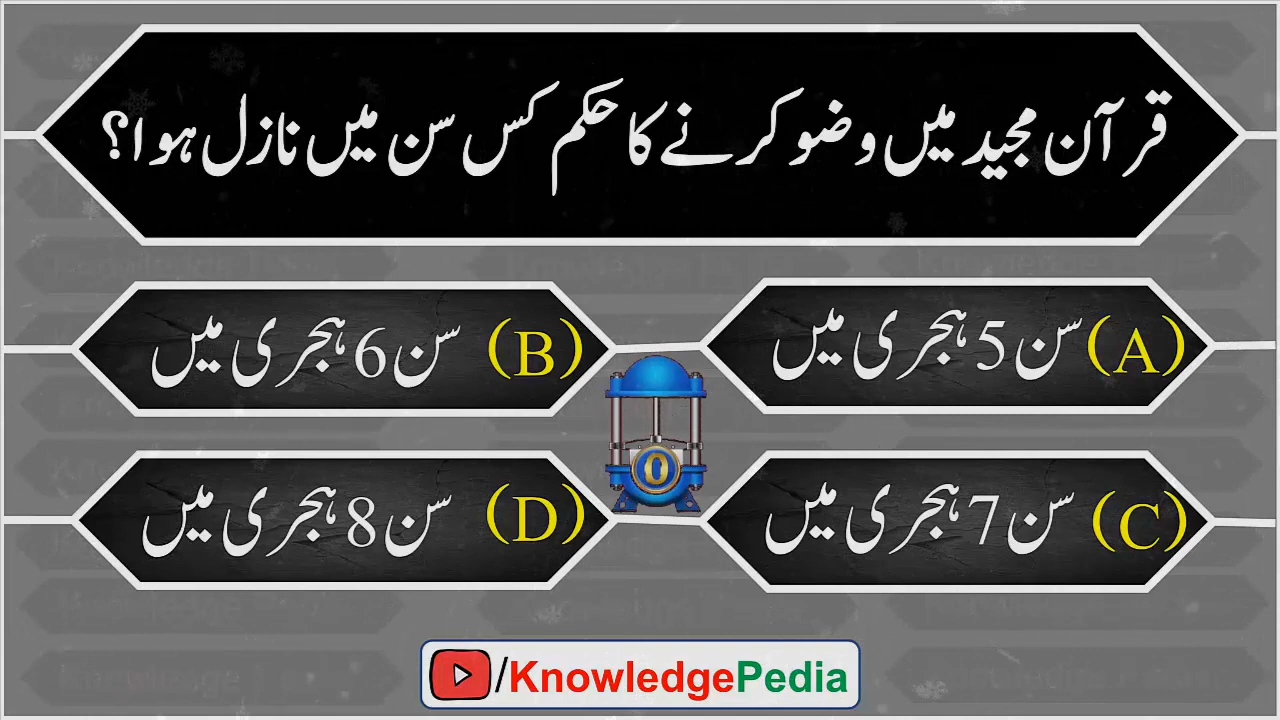 قرآن مجید میں وضو کرنے کا حکم کس سن میں نازل ہوا؟
(A) سن 5 ہجری میں
(B) سن 6 ہجری میں
(C) سن 7 ہجری میں
(D) سن 8 ہجری میں
0
/KnowledgePedia